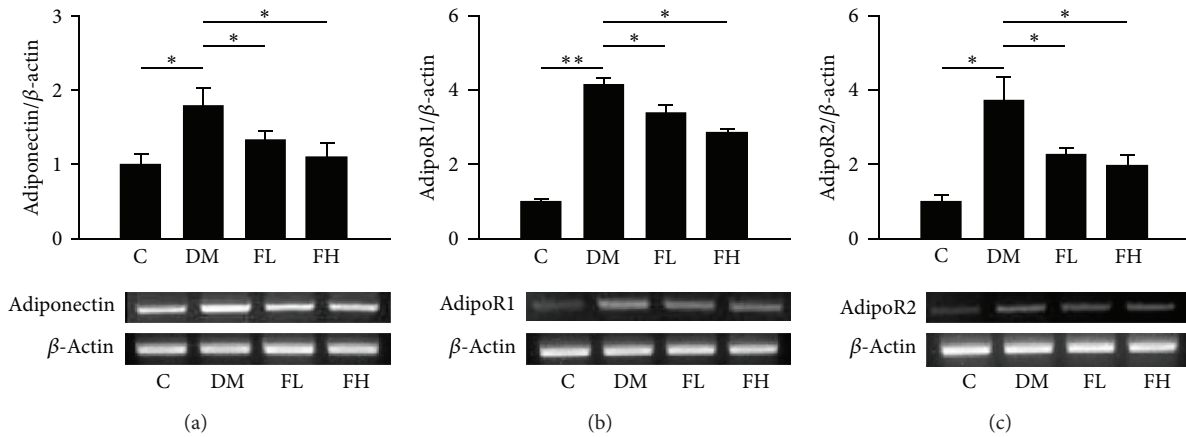 Adiponectin/β-actin
3
2
1
0
*
*
*
C DM FL FH
Adiponectin
β-Actin
C DM FL FH
(a)
AdipoR1/β-actin
6
4
2
0
*
*
**
C DM FL FH
AdipoR1
β-Actin
C DM FL FH
(b)
AdipoR2/β-actin
6
4
2
0
*
*
*
C DM FL FH
AdipoR2
β-Actin
C DM FL FH
(c)